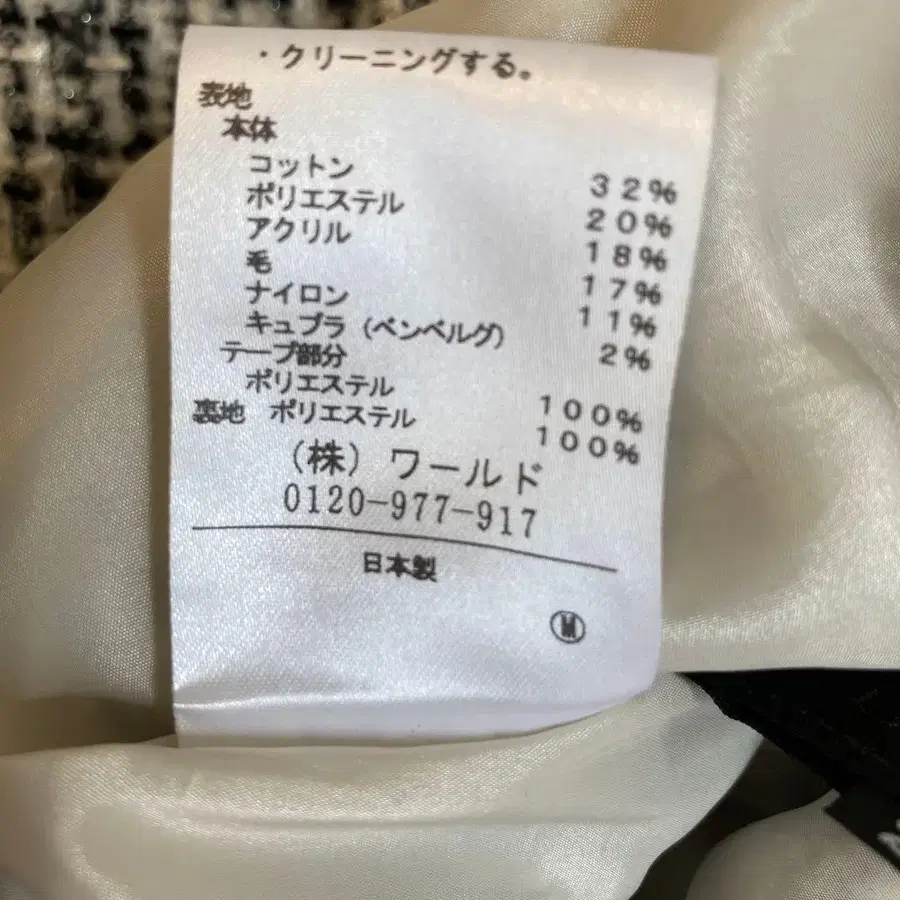 ・クリーニングする。
表地
本体
コットン 32%
ポリエステル 20%
アクリル 18%
毛 17%
ナイロン 11%
キュプラ（ベンベルグ） 2%
テープ部分
ポリエステル 100%
裏地 ポリエステル 100%
（株）ワールド
0120-977-917
日本製
Ⓜ